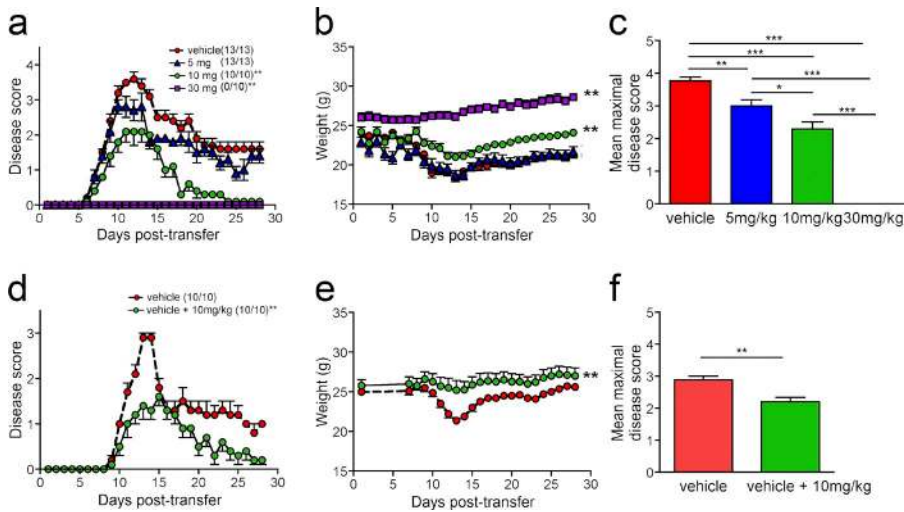 a
vehicle(13/13)
5 mg (13/13)
10 mg (10/10)**
30 mg (0/10)**
Disease score
4
3
2
1
0
0 5 10 15 20 25 30
Days post-transfer
b
Weight (g)
35
30
25
20
15
0 5 10 15 20 25 30
**
**
Days post-transfer
c
Mean maximal
disease score
5
4
3
2
1
0
***
***
** ***
*
***
vehicle 5mg/kg 10mg/kg 30mg/kg
d
vehicle (10/10)
vehicle + 10mg/kg (10/10)**
Disease score
3
2
1
0
0 5 10 15 20 25 30
Days post-transfer
e
Weight (g)
35
30
25
20
15
0 5 10 15 20 25 30
**
Days post-transfer
f
Mean maximal
disease score
5
4
3
2
1
0
**
vehicle vehicle + 10mg/kg